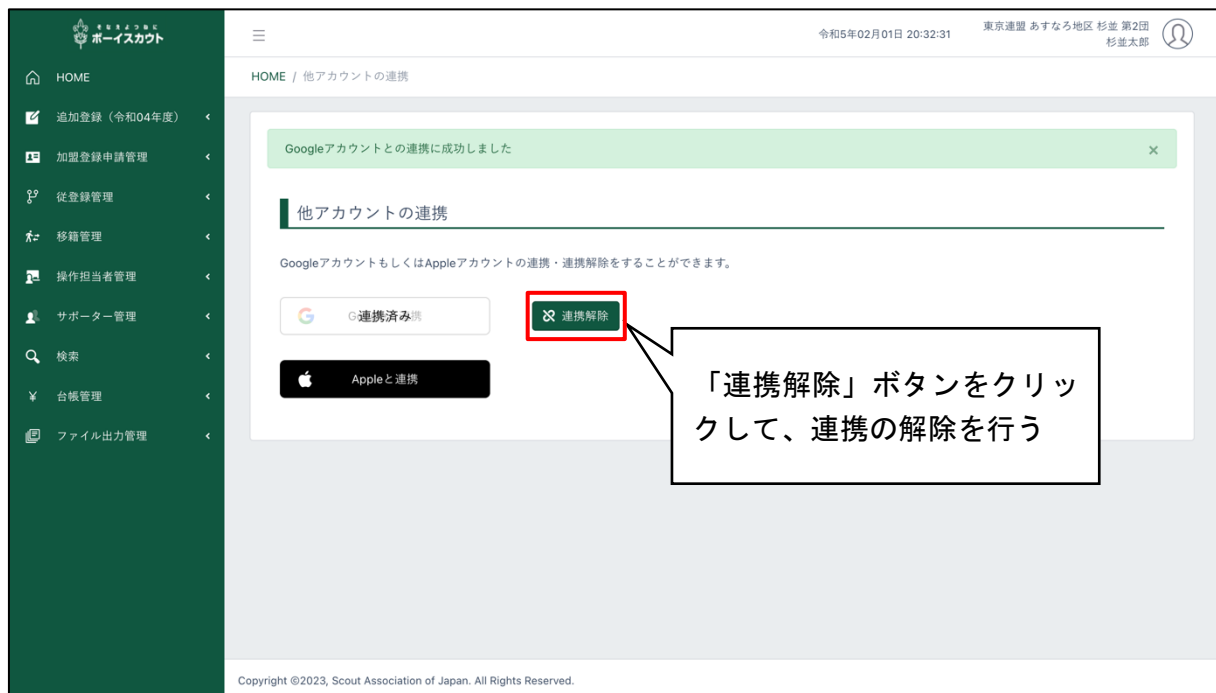 そなえよつねに
ボーイスカウト
令和5年02月01日 20:32:31
東京連盟 あすなろ地区 杉並 第2団
杉並太郎
HOME
追加登録（令和04年度）
加盟登録申請管理
従登録管理
移籍管理
操作担当者管理
サポーター管理
検索
台帳管理
ファイル出力管理
HOME / 他アカウントの連携
Googleアカウントとの連携に成功しました
他アカウントの連携
GoogleアカウントもしくはAppleアカウントの連携・連携解除をすることができます。
連携済み
連携解除
Appleと連携
「連携解除」ボタンをクリッ
クして、連携の解除を行う
Copyright ©2023, Scout Association of Japan. All Rights Reserved.